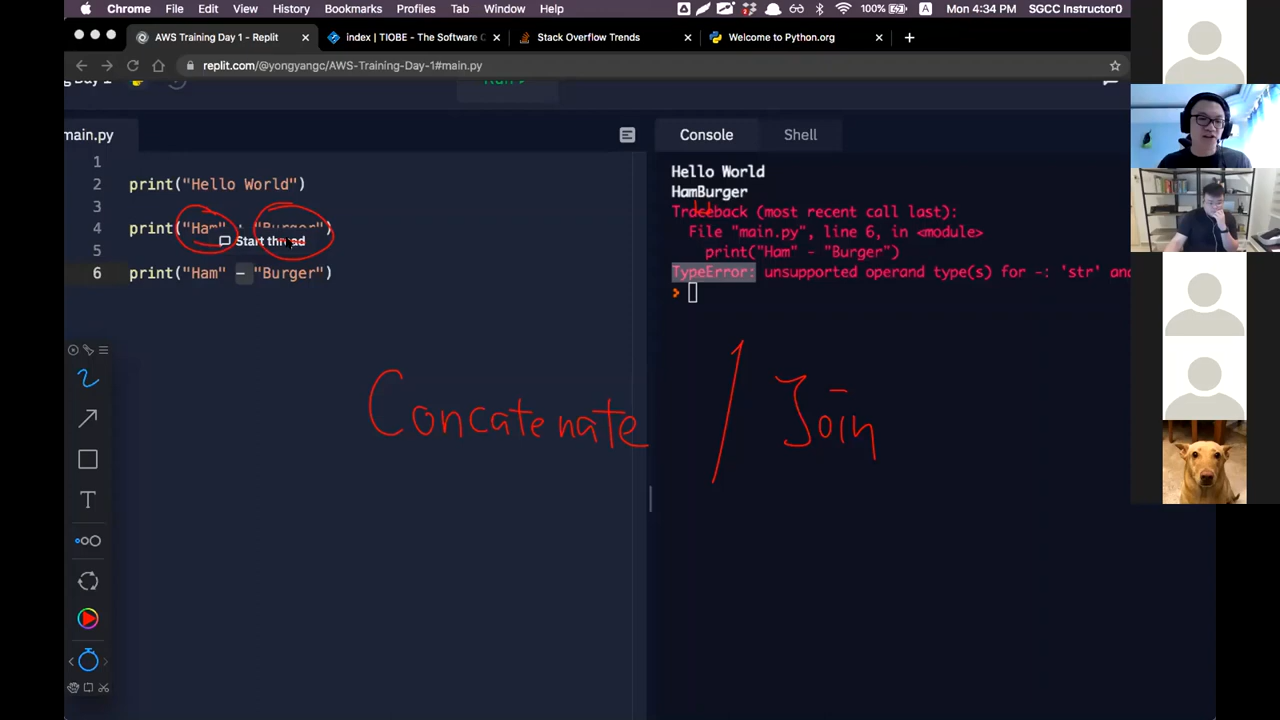 Chrome File Edit View History Bookmarks Profiles Tab Window Help 100% A Mon 4:34 PM SGCC Instructor0
AWS Training Day 1 - Replit index | TIOBE - The Software C Stack Overflow Trends Welcome to Python.org
replit.com/@yongyangc/AWS-Training-Day-1#main.py
g Day 1
main.py
Console Shell
1
2 print("Hello World")
3
4 print("Ham" + "Burger")
Start thread
5
6 print("Ham" - "Burger")
Hello World
HamBurger
Traceback (most recent call last):
File "main.py", line 6, in <module>
print("Ham" - "Burger")
TypeError: unsupported operand type(s) for -: 'str' and
Concatenate / Join
T